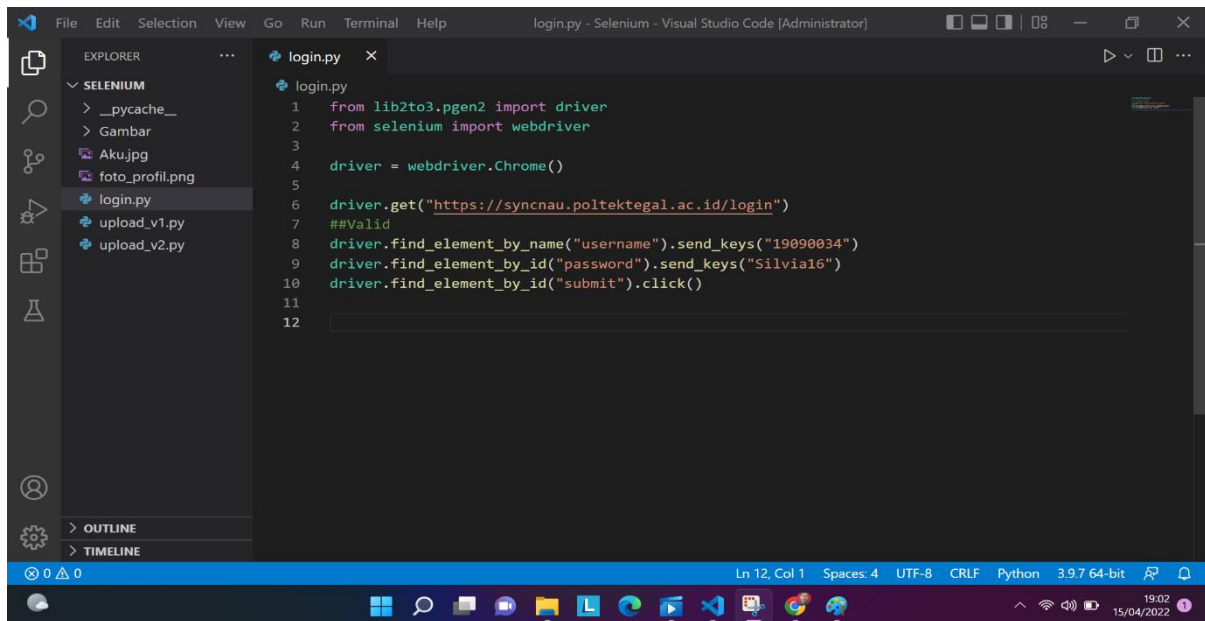 File Edit Selection View Go Run Terminal Help login.py - Selenium - Visual Studio Code [Administrator]
EXPLORER
login.py
SELENIUM
__pycache__
Gambar
Aku.jpg
foto_profil.png
login.py
upload_v1.py
upload_v2.py
OUTLINE
TIMELINE
login.py
1 from lib2to3.pgen2 import driver
2 from selenium import webdriver
3
4 driver = webdriver.Chrome()
5
6 driver.get("https://syncnau.poltektegal.ac.id/login")
7 ##Valid
8 driver.find_element_by_name("username").send_keys("19090034")
9 driver.find_element_by_id("password").send_keys("Silvia16")
10 driver.find_element_by_id("submit").click()
11
12
0 0 Ln 12, Col 1 Spaces: 4 UTF-8 CRLF Python 3.9.7 64-bit
L 19:02
15/04/2022 1